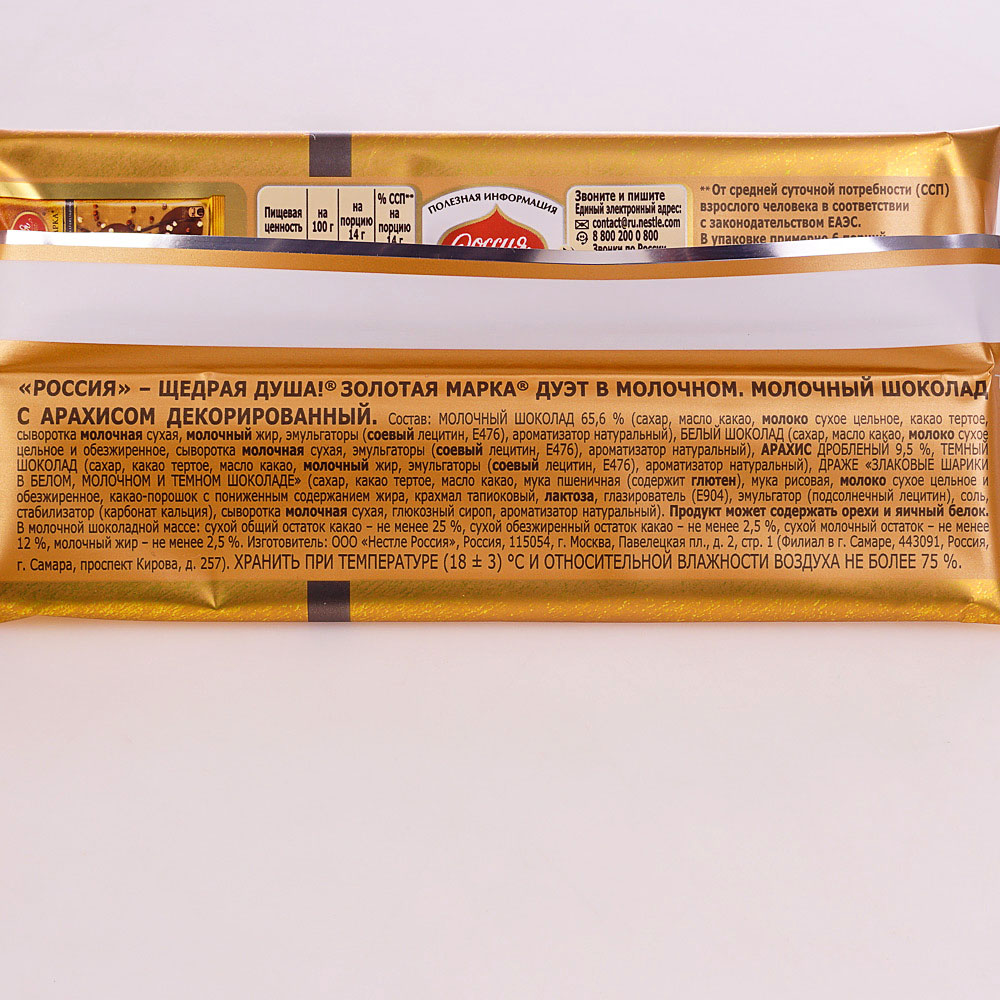 МАРКА
Пищевая ценность
на 100 г
на порцию 14 г
% ССП** на порцию 14 г
ПОЛЕЗНАЯ ИНФОРМАЦИЯ
Россия
Звоните и пишите
Единый электронный адрес:
contact@ru.nestle.com
8 800 200 0 800
Звонки по России
**От средней суточной потребности (ССП)
взрослого человека в соответствии
с законодательством ЕАЭС.
В упаковке примерно 6 порций
«РОССИЯ» – ЩЕДРАЯ ДУША!® ЗОЛОТАЯ МАРКА® ДУЭТ В МОЛОЧНОМ. МОЛОЧНЫЙ ШОКОЛАД
С АРАХИСОМ ДЕКОРИРОВАННЫЙ. Состав: МОЛОЧНЫЙ ШОКОЛАД 65,6 % (сахар, масло какао, молоко сухое цельное, какао тертое,
сыворотка молочная сухая, молочный жир, эмульгаторы (соевый лецитин, Е476), ароматизатор натуральный), БЕЛЫЙ ШОКОЛАД (сахар, масло какао, молоко сухое
цельное и обезжиренное, сыворотка молочная сухая, эмульгаторы (соевый лецитин, Е476), ароматизатор натуральный), АРАХИС ДРОБЛЕНЫЙ 9,5 %, ТЕМНЫЙ
ШОКОЛАД (сахар, какао тертое, масло какао, молочный жир, эмульгаторы (соевый лецитин, Е476), ароматизатор натуральный), ДРАЖЕ «ЗЛАКОВЫЕ ШАРИКИ
В БЕЛОМ, МОЛОЧНОМ И ТЕМНОМ ШОКОЛАДЕ» (сахар, какао тертое, масло какао, мука пшеничная (содержит глютен), мука рисовая, молоко сухое цельное и
обезжиренное, какао-порошок с пониженным содержанием жира, крахмал тапиоковый, лактоза, глазирователь (Е904), эмульгатор (подсолнечный лецитин), соль,
стабилизатор (карбонат кальция), сыворотка молочная сухая, глюкозный сироп, ароматизатор натуральный). Продукт может содержать орехи и яичный белок.
В молочной шоколадной массе: сухой общий остаток какао – не менее 25 %, сухой обезжиренный остаток какао – не менее 2,5 %, сухой молочный остаток – не менее
12 %, молочный жир – не менее 2,5 %. Изготовитель: ООО «Нестле Россия», Россия, 115054, г. Москва, Павелецкая пл., д. 2, стр. 1 (Филиал в г. Самаре, 443091, Россия,
г. Самара, проспект Кирова, д. 257). ХРАНИТЬ ПРИ ТЕМПЕРАТУРЕ (18 ± 3) °С И ОТНОСИТЕЛЬНОЙ ВЛАЖНОСТИ ВОЗДУХА НЕ БОЛЕЕ 75 %.